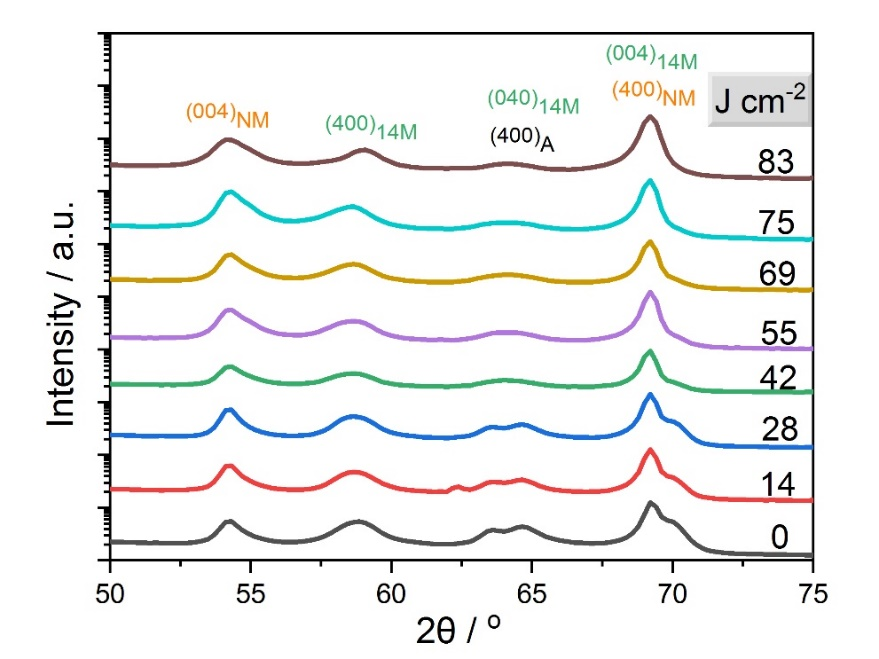 (004)14M
(040)14M (400)NM J cm-2
(004)NM (400)14M (400)A
83
75
69
55
42
28
14
0
Intensity / a.u.
50 55 60 65 70 75
2θ / º